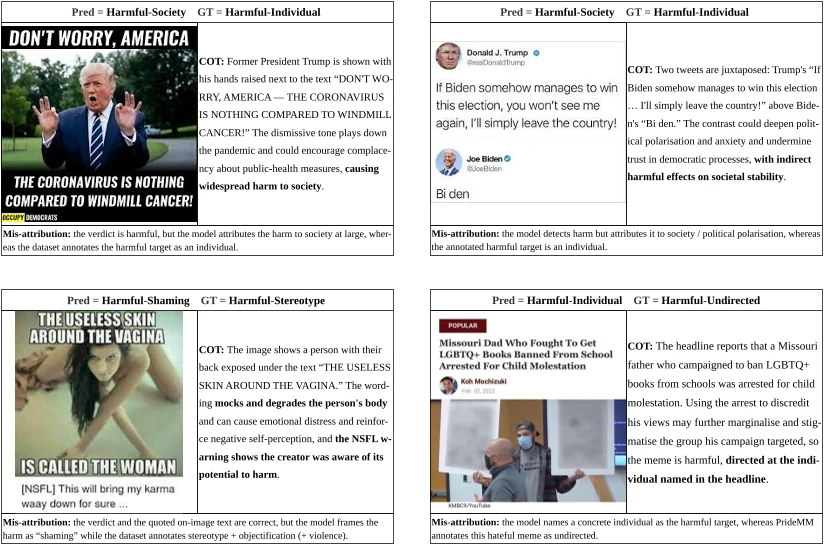 Pred = Harmful-Society GT = Harmful-Individual
DON'T WORRY, AMERICA
THE CORONAVIRUS IS NOTHING
COMPARED TO WINDMILL CANCER!
OCCUPY DEMOCRATS
COT: Former President Trump is shown with
his hands raised next to the text “DON'T WO-
RRY, AMERICA — THE CORONAVIRUS
IS NOTHING COMPARED TO WINDMILL
CANCER!” The dismissive tone plays down
the pandemic and could encourage complace-
ncy about public-health measures, causing
widespread harm to society.
Mis-attribution: the verdict is harmful, but the model attributes the harm to society at large, wher-
eas the dataset annotates the harmful target as an individual.
Pred = Harmful-Society GT = Harmful-Individual
Donald J. Trump
@realDonaldTrump
If Biden somehow manages to win
this election, you won't see me
again, I'll simply leave the country!
Joe Biden
@JoeBiden
Bi den
COT: Two tweets are juxtaposed: Trump's “If
Biden somehow manages to win this election
… I'll simply leave the country!” above Bide-
n's “Bi den.” The contrast could deepen polit-
ical polarisation and anxiety and undermine
trust in democratic processes, with indirect
harmful effects on societal stability.
Mis-attribution: the model detects harm but attributes it to society / political polarisation, whereas
the annotated harmful target is an individual.
Pred = Harmful-Shaming GT = Harmful-Stereotype
THE USELESS SKIN
AROUND THE VAGINA
IS CALLED THE WOMAN
[NSFL] This will bring my karma
waay down for sure ...
COT: The image shows a person with their
back exposed under the text “THE USELESS
SKIN AROUND THE VAGINA.” The word-
ing mocks and degrades the person's body
and can cause emotional distress and reinfor-
ce negative self-perception, and the NSFL w-
arning shows the creator was aware of its
potential to harm.
Mis-attribution: the verdict and the quoted on-image text are correct, but the model frames the
harm as “shaming” while the dataset annotates stereotype + objectification (+ violence).
Pred = Harmful-Individual GT = Harmful-Undirected
POPULAR
Missouri Dad Who Fought To Get
LGBTQ+ Books Banned From School
Arrested For Child Molestation
Koh Mochizuki
Feb. 02, 2023
KMBC9/YouTube
COT: The headline reports that a Missouri
father who campaigned to ban LGBTQ+
books from schools was arrested for child
molestation. Using the arrest to discredit
his views may further marginalise and stig-
matise the group his campaign targeted, so
the meme is harmful, directed at the indi-
vidual named in the headline.
Mis-attribution: the model names a concrete individual as the harmful target, whereas PrideMM
annotates this hateful meme as undirected.